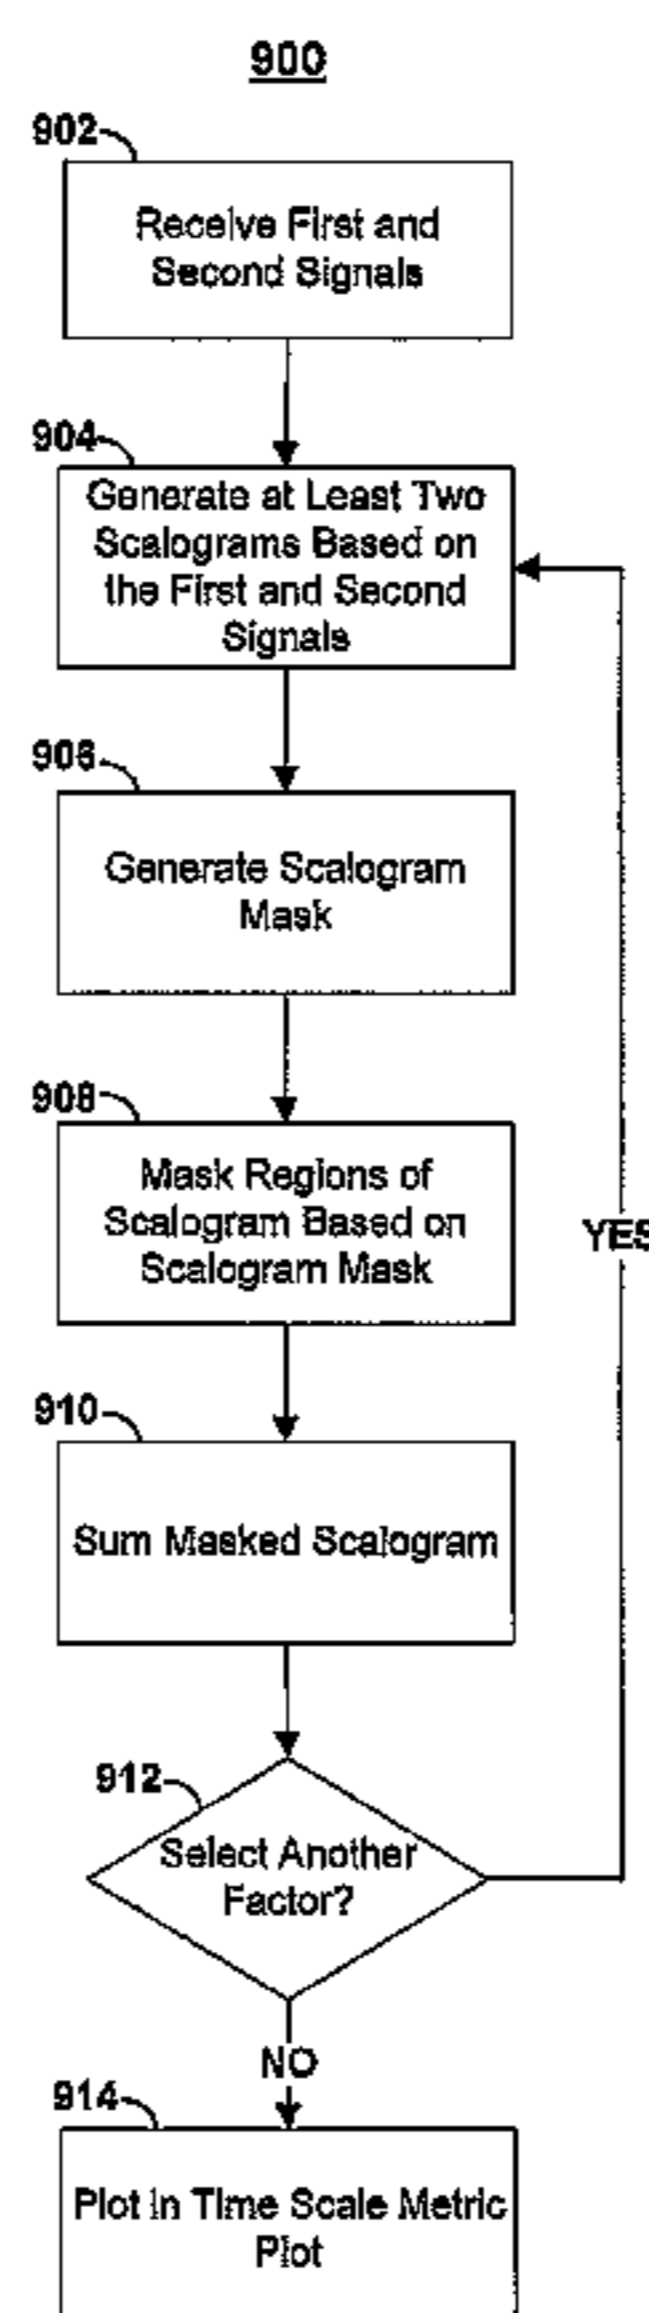 900
902
Receive First and
Second Signals
904
Generate at Least Two
Scalograms Based on
the First and Second
Signals
906
Generate Scalogram
Mask
908
Mask Regions of
Scalogram Based on
Scalogram Mask
YES
910
Sum Masked Scalogram
912
Select Another
Factor?
NO
914
Plot in Time Scale Metric
Plot